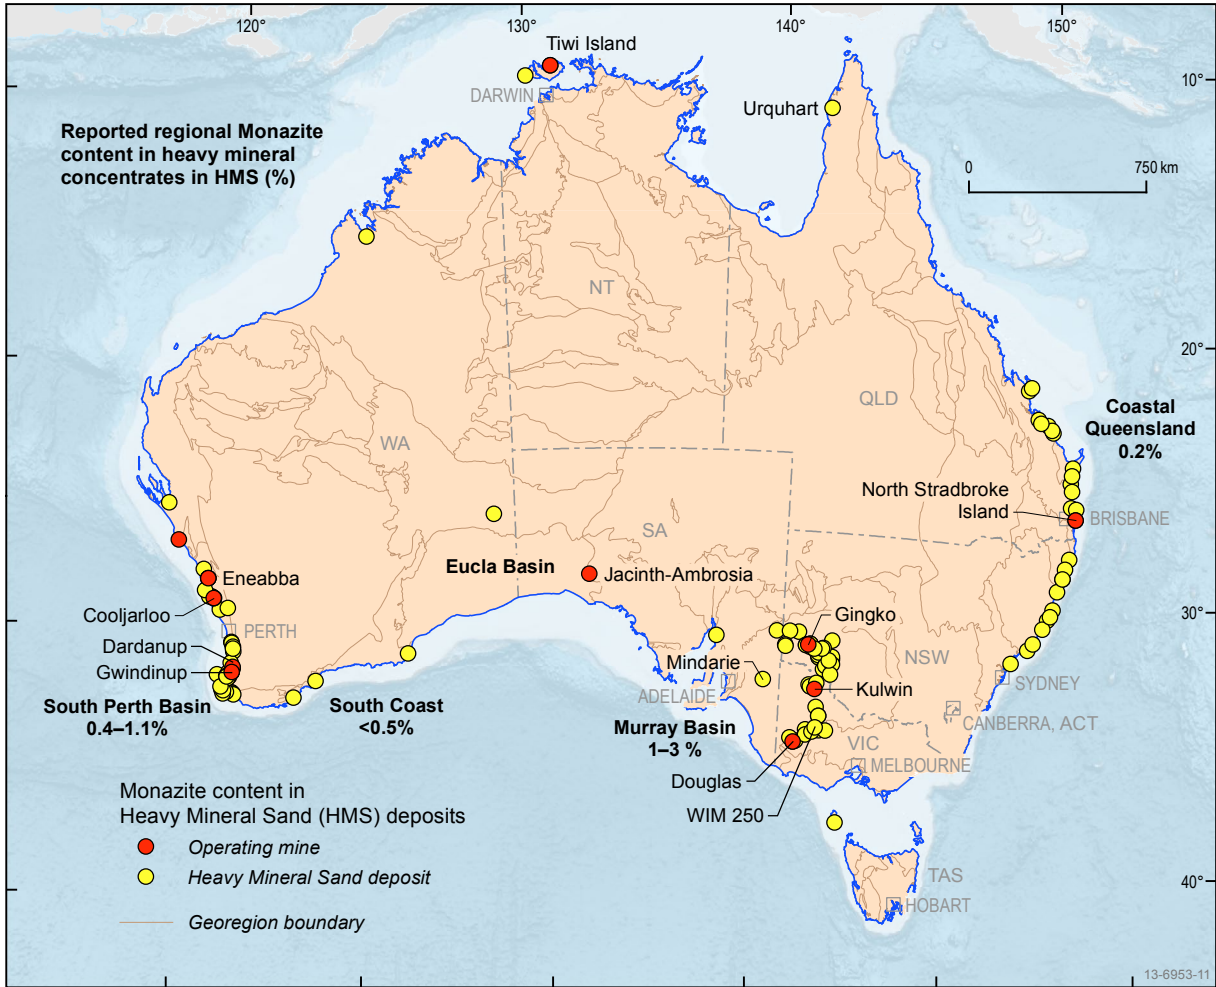 120°
130°
140°
150°
Tiwi Island
10°
DARWIN
Urquhart
Reported regional Monazite
content in heavy mineral
concentrates in HMS (%)
0
750 km
NT
20°
QLD
Coastal
Queensland
0.2%
WA
North Stradbroke
Island
BRISBANE
SA
Eucla Basin
Jacinth-Ambrosia
Eneabba
Cooljarloo
PERTH
Gingko
30°
Dardanup
Gwindinup
Mindarie
NSW
ADELAIDE
Kulwin
SYDNEY
South Perth Basin
0.4–1.1%
South Coast
<0.5%
Murray Basin
1–3 %
CANBERRA, ACT
VIC
MELBOURNE
Douglas
WIM 250
Monazite content in
Heavy Mineral Sand (HMS) deposits
Operating mine
Heavy Mineral Sand deposit
Georegion boundary
TAS
40°
HOBART
13-6953-11